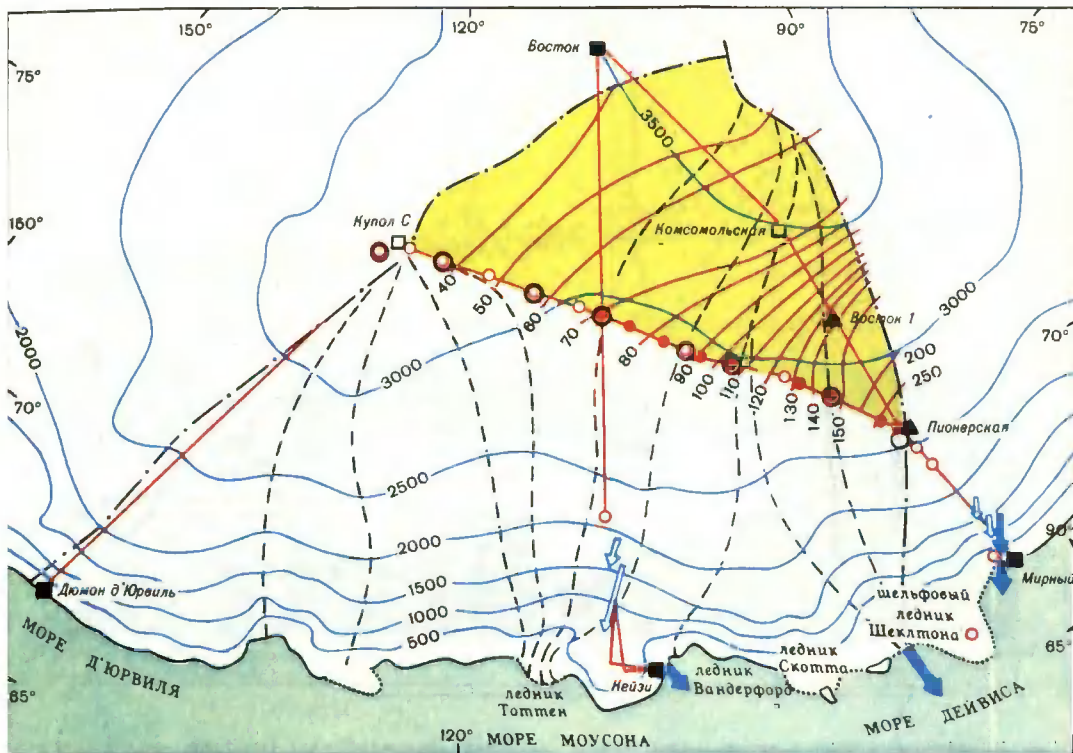 150°
120°
90°
75°
75°
Восток
3500
Купол С
Комсомольская
150°
3000
40
50
60
70
80
90
100
110
120
130
140
150
Восток 1
200
250
70°
2000
3000
70°
Пионерская
2500
2000
1500
1000
500
90°
Мирный
Дюмон д'Юрвиль
шельфовый
ледник
Шеклтона
МОРЕ Д'ЮРВИЛЯ
ледник
Тоттен
Кейзи
ледник
Вандерфорд
ледник
Скотта
65°
65°
МОРЕ ДЕЙВИСА
120°
МОРЕ МОУСОНА